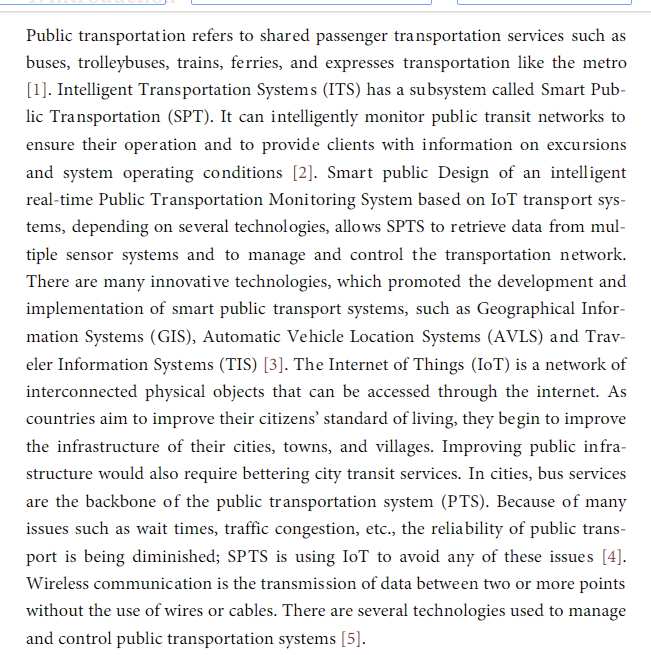 Public transportation refers to shared passenger transportation services such as
buses, trolleybuses, trains, ferries, and expresses transportation like the metro
[1]. Intelligent Transportation Systems (ITS) has a subsystem called Smart Pub-
lic Transportation (SPT). It can intelligently monitor public transit networks to
ensure their operation and to provide clients with information on excursions
and system operating conditions [2]. Smart public Design of an intelligent
real-time Public Transportation Monitoring System based on IoT transport sys-
tems, depending on several technologies, allows SPTS to retrieve data from mul-
tiple sensor systems and to manage and control the transportation network.
There are many innovative technologies, which promoted the development and
implementation of smart public transport systems, such as Geographical Infor-
mation Systems (GIS), Automatic Vehicle Location Systems (AVLS) and Trav-
eler Information Systems (TIS) [3]. The Internet of Things (IoT) is a network of
interconnected physical objects that can be accessed through the internet. As
countries aim to improve their citizens’ standard of living, they begin to improve
the infrastructure of their cities, towns, and villages. Improving public infra-
structure would also require bettering city transit services. In cities, bus services
are the backbone of the public transportation system (PTS). Because of many
issues such as wait times, traffic congestion, etc., the reliability of public trans-
port is being diminished; SPTS is using IoT to avoid any of these issues [4].
Wireless communication is the transmission of data between two or more points
without the use of wires or cables. There are several technologies used to manage
and control public transportation systems [5].